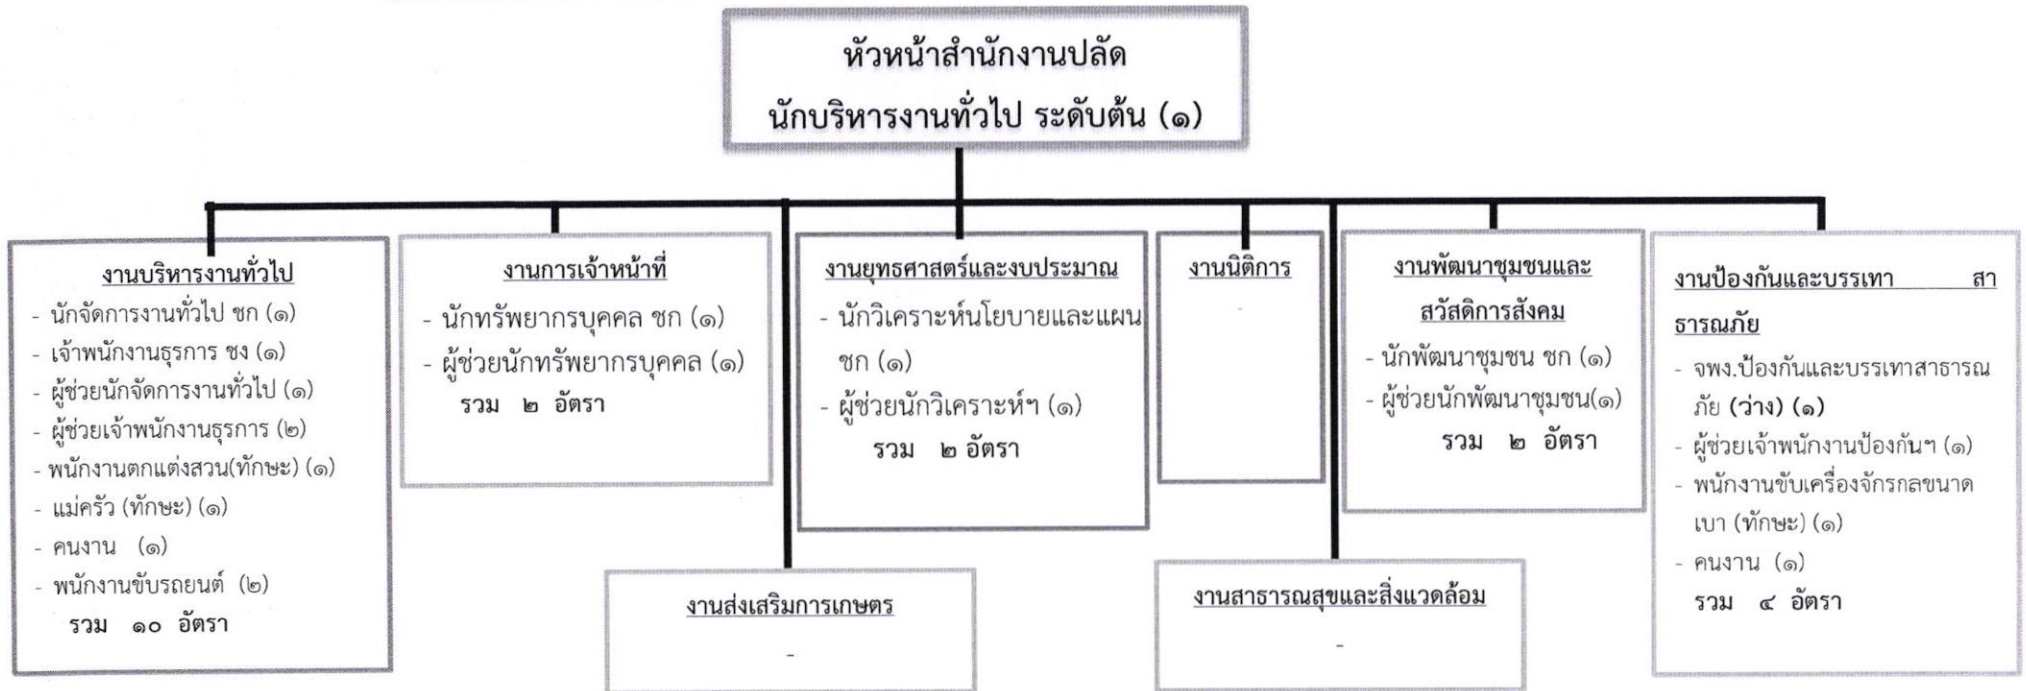 หัวหน้าสำนักงานปลัด
นักบริหารงานทั่วไป ระดับต้น (๑)
งานบริหารงานทั่วไป
- นักจัดการงานทั่วไป ชก (๑)
- เจ้าพนักงานธุรการ ชง (๑)
- ผู้ช่วยนักจัดการงานทั่วไป (๑)
- ผู้ช่วยเจ้าพนักงานธุรการ (๒)
- พนักงานตกแต่งสวน(ทักษะ) (๑)
- แม่ครัว (ทักษะ) (๑)
- คนงาน (๑)
- พนักงานขับรถยนต์ (๒)
รวม ๑๐ อัตรา
งานการเจ้าหน้าที่
- นักทรัพยากรบุคคล ชก (๑)
- ผู้ช่วยนักทรัพยากรบุคคล (๑)
รวม ๒ อัตรา
งานยุทธศาสตร์และงบประมาณ
- นักวิเคราะห์นโยบายและแผน
ชก (๑)
- ผู้ช่วยนักวิเคราะห์ฯ (๑)
รวม ๒ อัตรา
งานนิติการ
-
งานพัฒนาชุมชนและ
สวัสดิการสังคม
- นักพัฒนาชุมชน ชก (๑)
- ผู้ช่วยนักพัฒนาชุมชน(๑)
รวม ๒ อัตรา
งานป้องกันและบรรเทา สา
ธารณภัย
- จพง.ป้องกันและบรรเทาสาธารณ
ภัย (ว่าง) (๑)
- ผู้ช่วยเจ้าพนักงานป้องกันฯ (๑)
- พนักงานขับเครื่องจักรกลขนาด
เบา (ทักษะ) (๑)
- คนงาน (๑)
รวม ๔ อัตรา
งานส่งเสริมการเกษตร
-
งานสาธารณสุขและสิ่งแวดล้อม
-